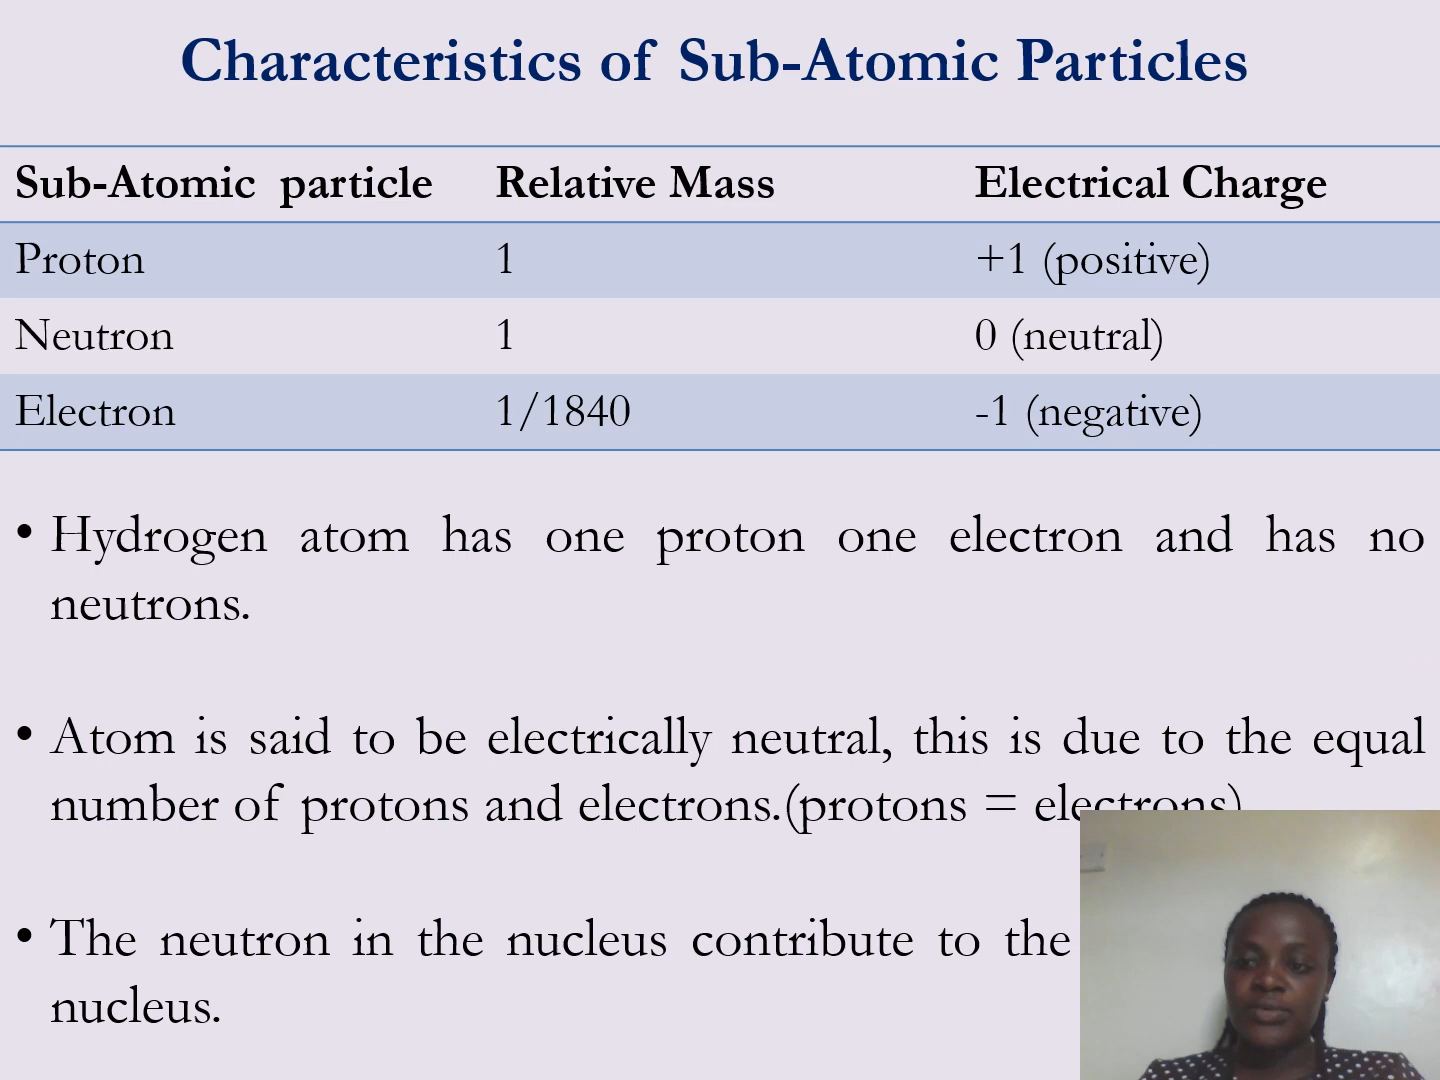 Characteristics of Sub-Atomic Particles
Sub-Atomic particle Relative Mass Electrical Charge
Proton 1 +1 (positive)
Neutron 1 0 (neutral)
Electron 1/1840 -1 (negative)
• Hydrogen atom has one proton one electron and has no
neutrons.
• Atom is said to be electrically neutral, this is due to the equal
number of protons and electrons.(protons = electrons)
• The neutron in the nucleus contribute to the
nucleus.